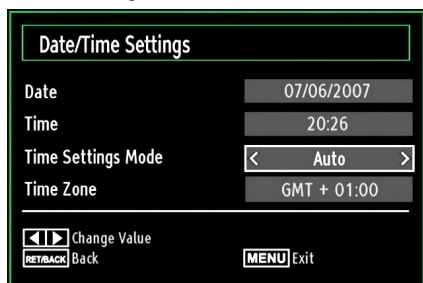 Date/Time Settings
Date 07/06/2007
Time 20:26
Time Settings Mode < Auto >
Time Zone GMT + 01:00
Change Value
RET/BACK Back MENU Exit